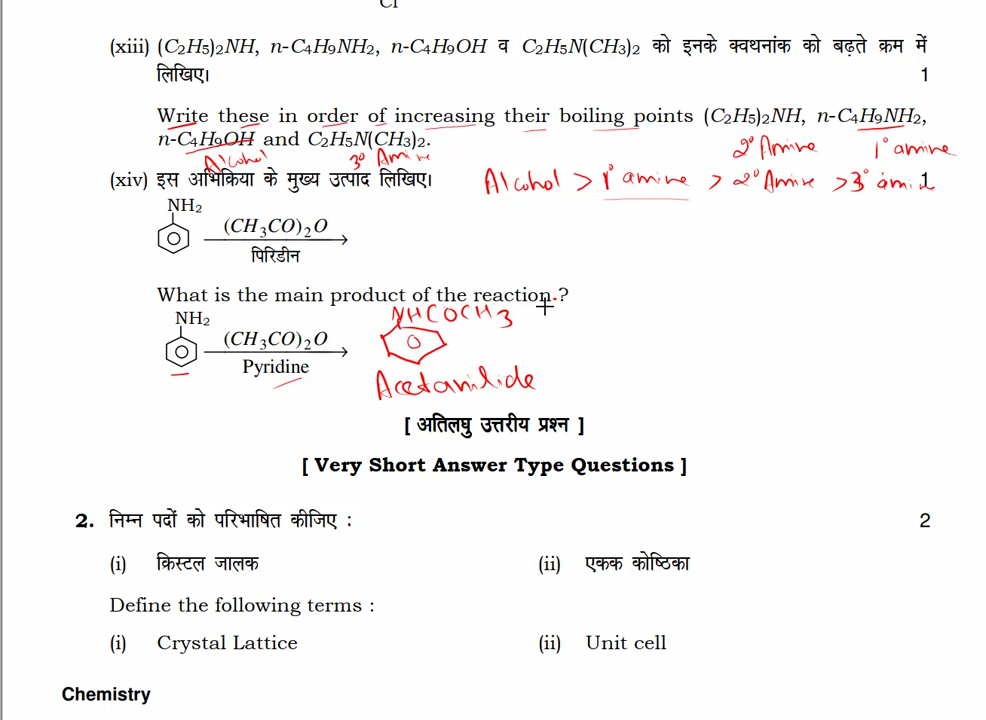 Cl
(xiii) (C2H5)2NH, n-C4H9NH2, n-C4H9OH व C2H5N(CH3)2 को इनके क्वथनांक को बढ़ते क्रम में
लिखिए। 1
Write these in order of increasing their boiling points (C2H5)2NH, n-C4H9NH2,
n-C4H9OH and C2H5N(CH3)2.
Alcohol 3° Amine 2° Amine 1° amine
(xiv) इस अभिक्रिया के मुख्य उत्पाद लिखिए। 1
Alcohol > 1° amine > 2° Amine > 3° amine
NH2
(CH3CO)2O
पिरिडीन
What is the main product of the reaction.?
NH2
(CH3CO)2O
Pyridine
NHCOCH3
Acetanilide
[ अतिलघु उत्तरीय प्रश्न ]
[ Very Short Answer Type Questions ]
2. निम्न पदों को परिभाषित कीजिए : 2
(i) क्रिस्टल जालक (ii) एकक कोष्ठिका
Define the following terms :
(i) Crystal Lattice (ii) Unit cell
Chemistry